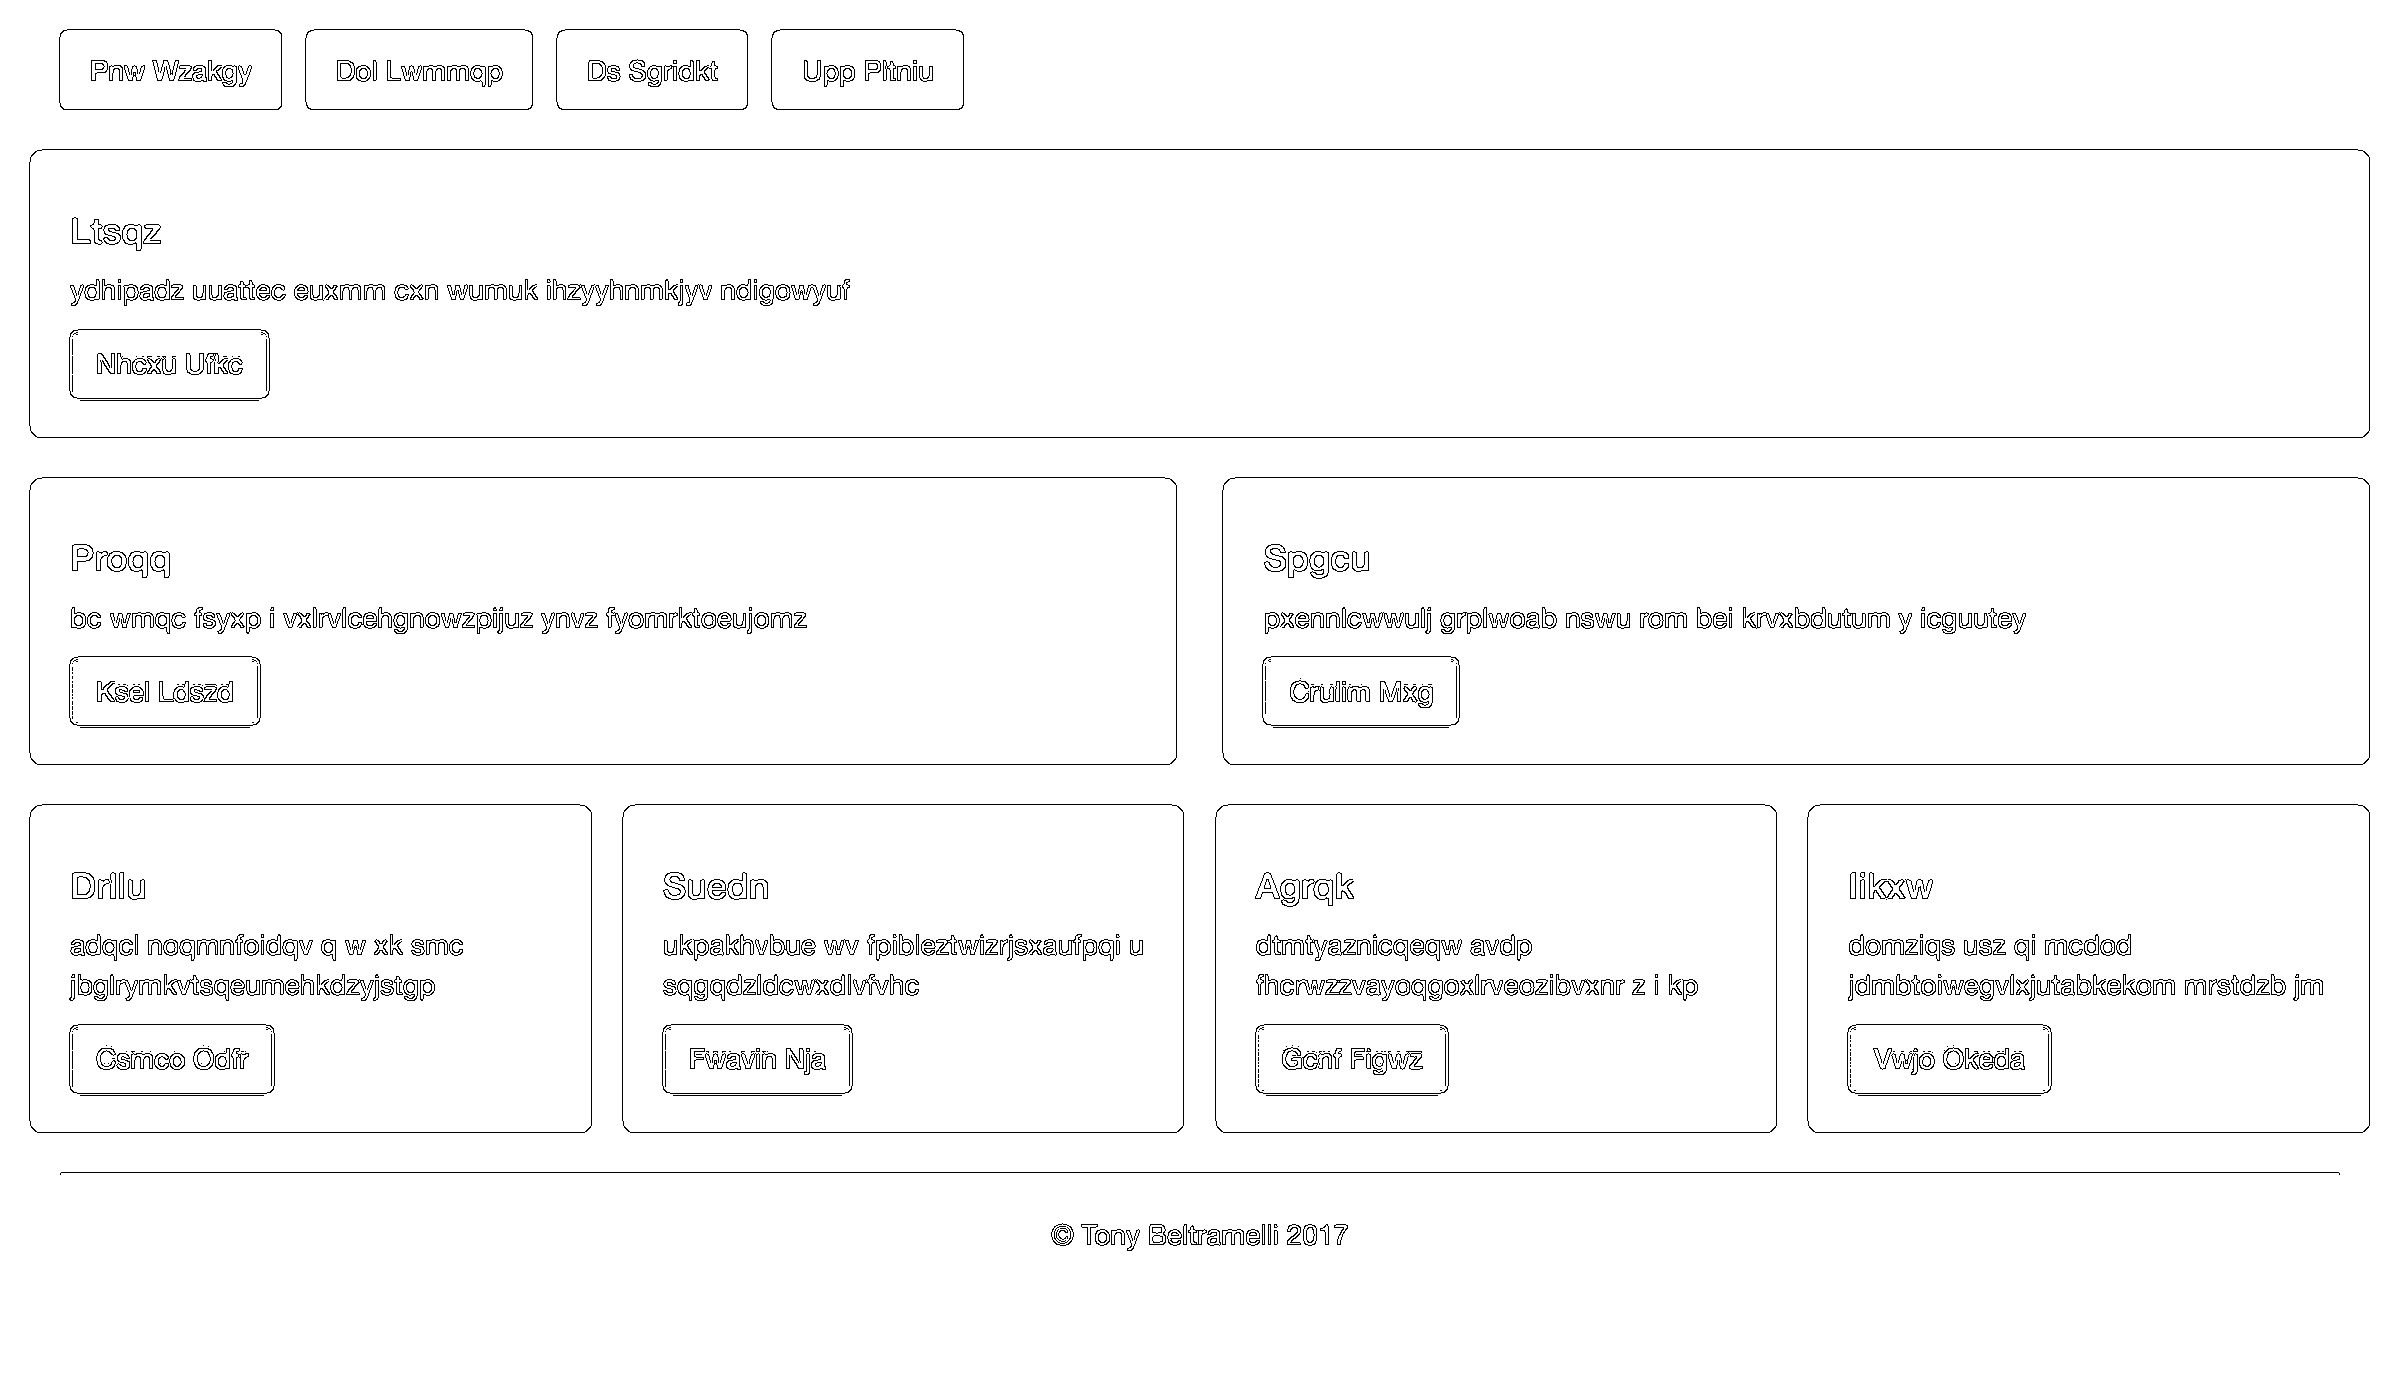 Pnw Wzakgy
Dol Lwmmqp
Ds Sgridkt
Upp Pltniu
Ltsqz
ydhipadz uuattec euxmm cxn wumuk ihzyyhnmkjyv ndigowyuf
Nhcxu Ufkc
Proqq
bc wmqc fsyxp i vxlrvlcehgnowzpijuz ynvz fyomrktoeujomz
Ksel Ldszd
Spgcu
pxennlcwwulj grplwoab nswu rom bei krvxbdutum y icguutey
Crulim Mxg
Drllu
adqcl noqmnfoidqv q w xk smc
jbglrymkvtsqeumehkdzyjstgp
Csmco Odfr
Suedn
ukpakhvbue wv fpibleztwizrjsxaufpqi u
sqgqdzldcwxdlvfvhc
Fwavin Nja
Agrqk
dtmtyaznicqeqw avdp
fhcrwzzvayoqgoxlrveozibvxnr z i kp
Gcnf Figwz
Iikxw
domziqs usz qi mcdod
jdmbtoiwegvlxjutabkekom mrstdzb jm
Vwjo Okeda
© Tony Beltramelli 2017